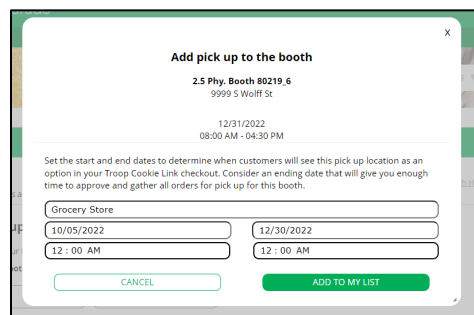 X
Add pick up to the booth
2.5 Phy. Booth 80219_6
9999 S Wolff St
12/31/2022
08:00 AM - 04:30 PM
Set the start and end dates to determine when customers will see this pick up location as an
option in your Troop Cookie Link checkout. Consider an ending date that will give you enough
time to approve and gather all orders for pick up for this booth.
Grocery Store
10/05/2022 12/30/2022
12 : 00 AM 12 : 00 AM
CANCEL ADD TO MY LIST